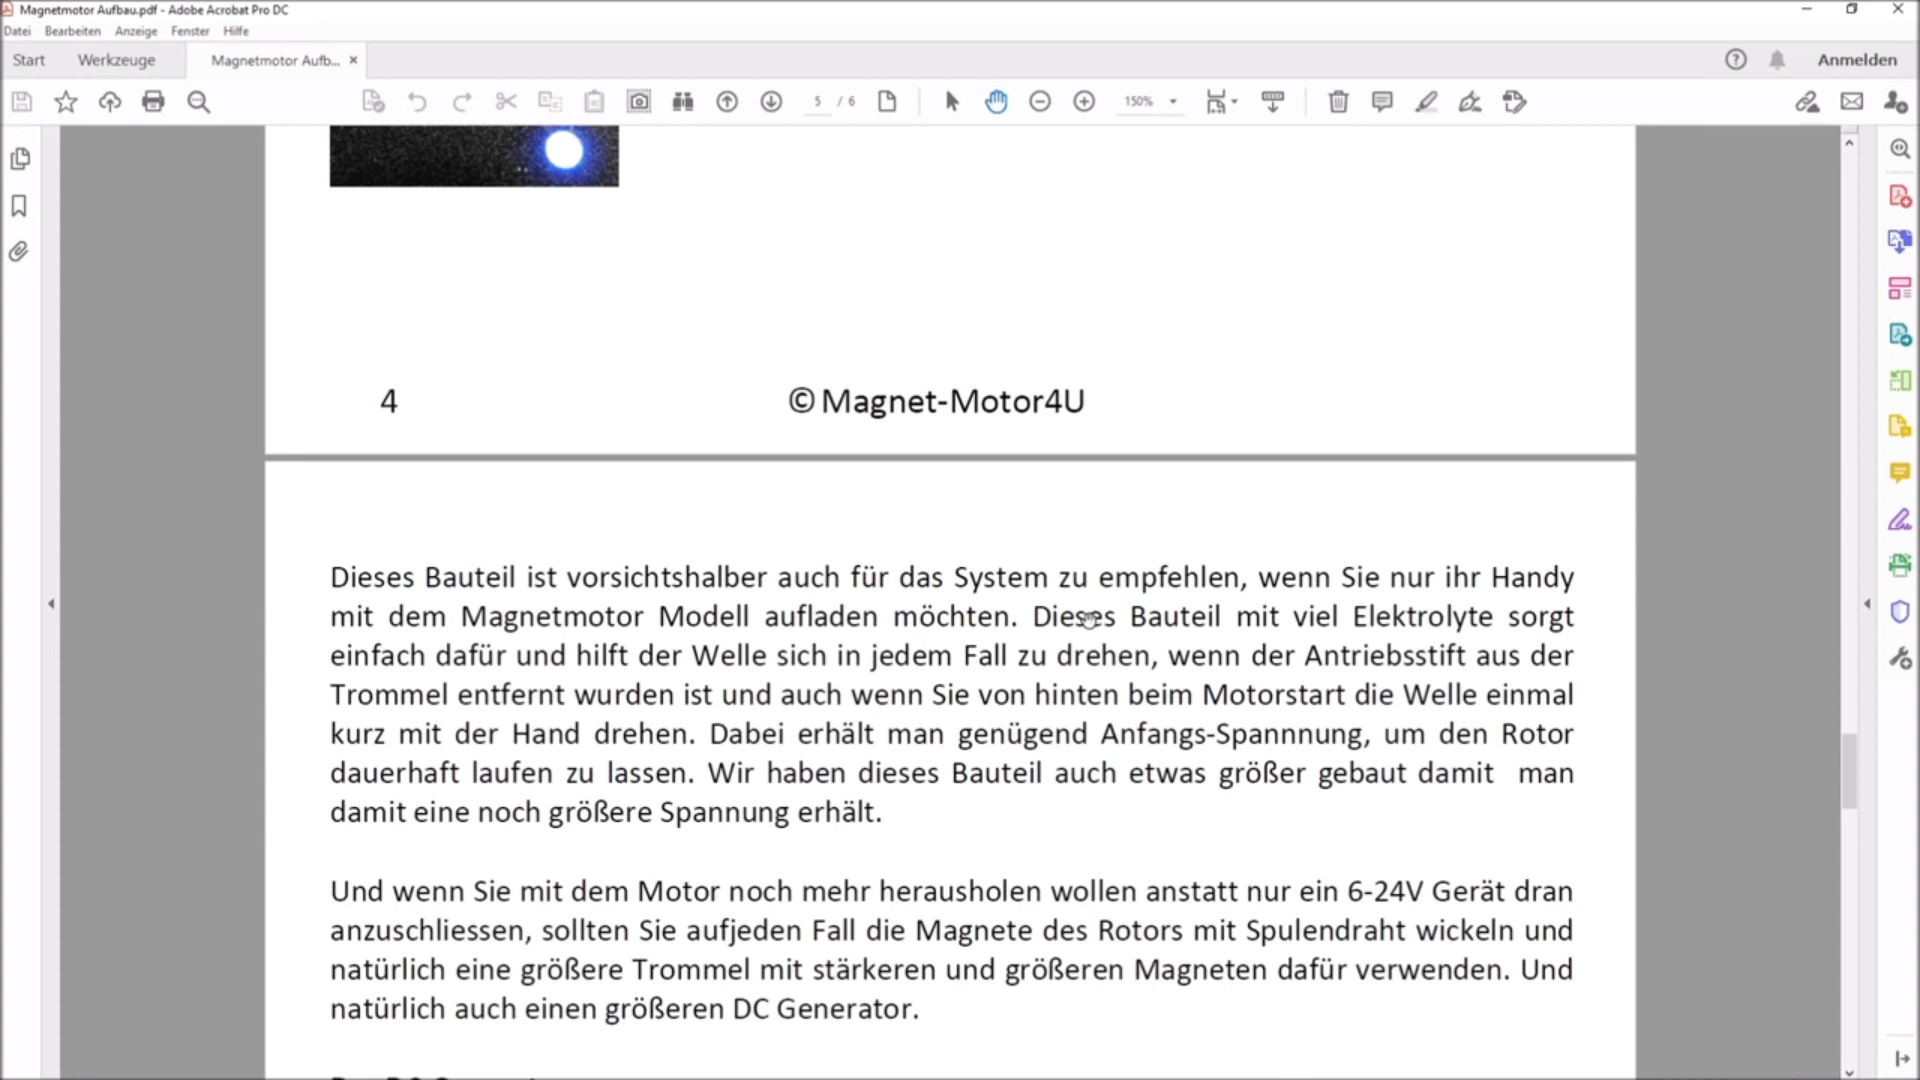 Magnetmotor Aufbau.pdf - Adobe Acrobat Pro DC
Datei Bearbeiten Anzeige Fenster Hilfe
Start Werkzeuge Magnetmotor Aufb... Anmelden
5 / 6 150%
4 © Magnet-Motor4U
Dieses Bauteil ist vorsichtshalber auch für das System zu empfehlen, wenn Sie nur ihr Handy
mit dem Magnetmotor Modell aufladen möchten. Dieses Bauteil mit viel Elektrolyte sorgt
einfach dafür und hilft der Welle sich in jedem Fall zu drehen, wenn der Antriebsstift aus der
Trommel entfernt wurden ist und auch wenn Sie von hinten beim Motorstart die Welle einmal
kurz mit der Hand drehen. Dabei erhält man genügend Anfangs-Spannnung, um den Rotor
dauerhaft laufen zu lassen. Wir haben dieses Bauteil auch etwas größer gebaut damit man
damit eine noch größere Spannung erhält.
Und wenn Sie mit dem Motor noch mehr herausholen wollen anstatt nur ein 6-24V Gerät dran
anzuschliessen, sollten Sie aufjeden Fall die Magnete des Rotors mit Spulendraht wickeln und
natürlich eine größere Trommel mit stärkeren und größeren Magneten dafür verwenden. Und
natürlich auch einen größeren DC Generator.